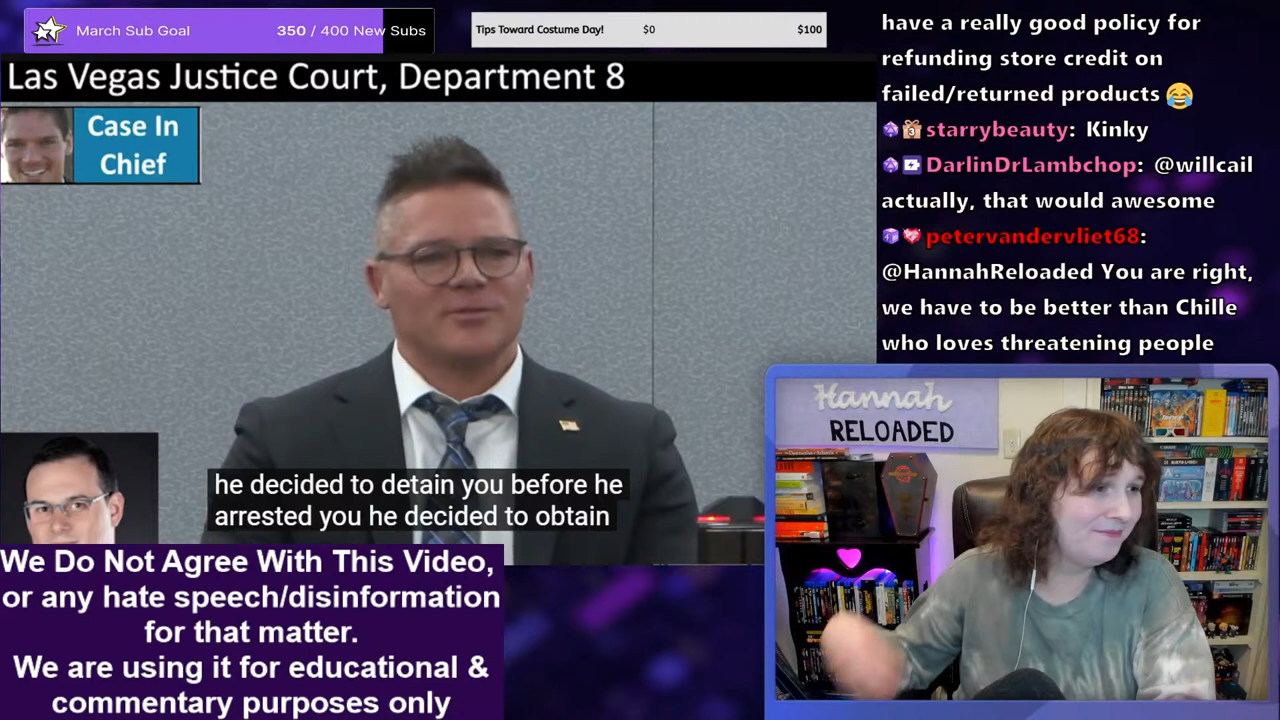 March Sub Goal
350 / 400 New Subs
Tips Toward Costume Day!
$0
$100
Las Vegas Justice Court, Department 8
Case In
Chief
he decided to detain you before he
arrested you he decided to obtain
We Do Not Agree With This Video,
or any hate speech/disinformation
for that matter.
We are using it for educational &
commentary purposes only
have a really good policy for
refunding store credit on
failed/returned products 😂
starrybeauty: Kinky
DarlinDrLambchop: @willcail
actually, that would awesome
petervandervliet68:
@HannahReloaded You are right,
we have to be better than Chille
who loves threatening people
Hannah
RELOADED